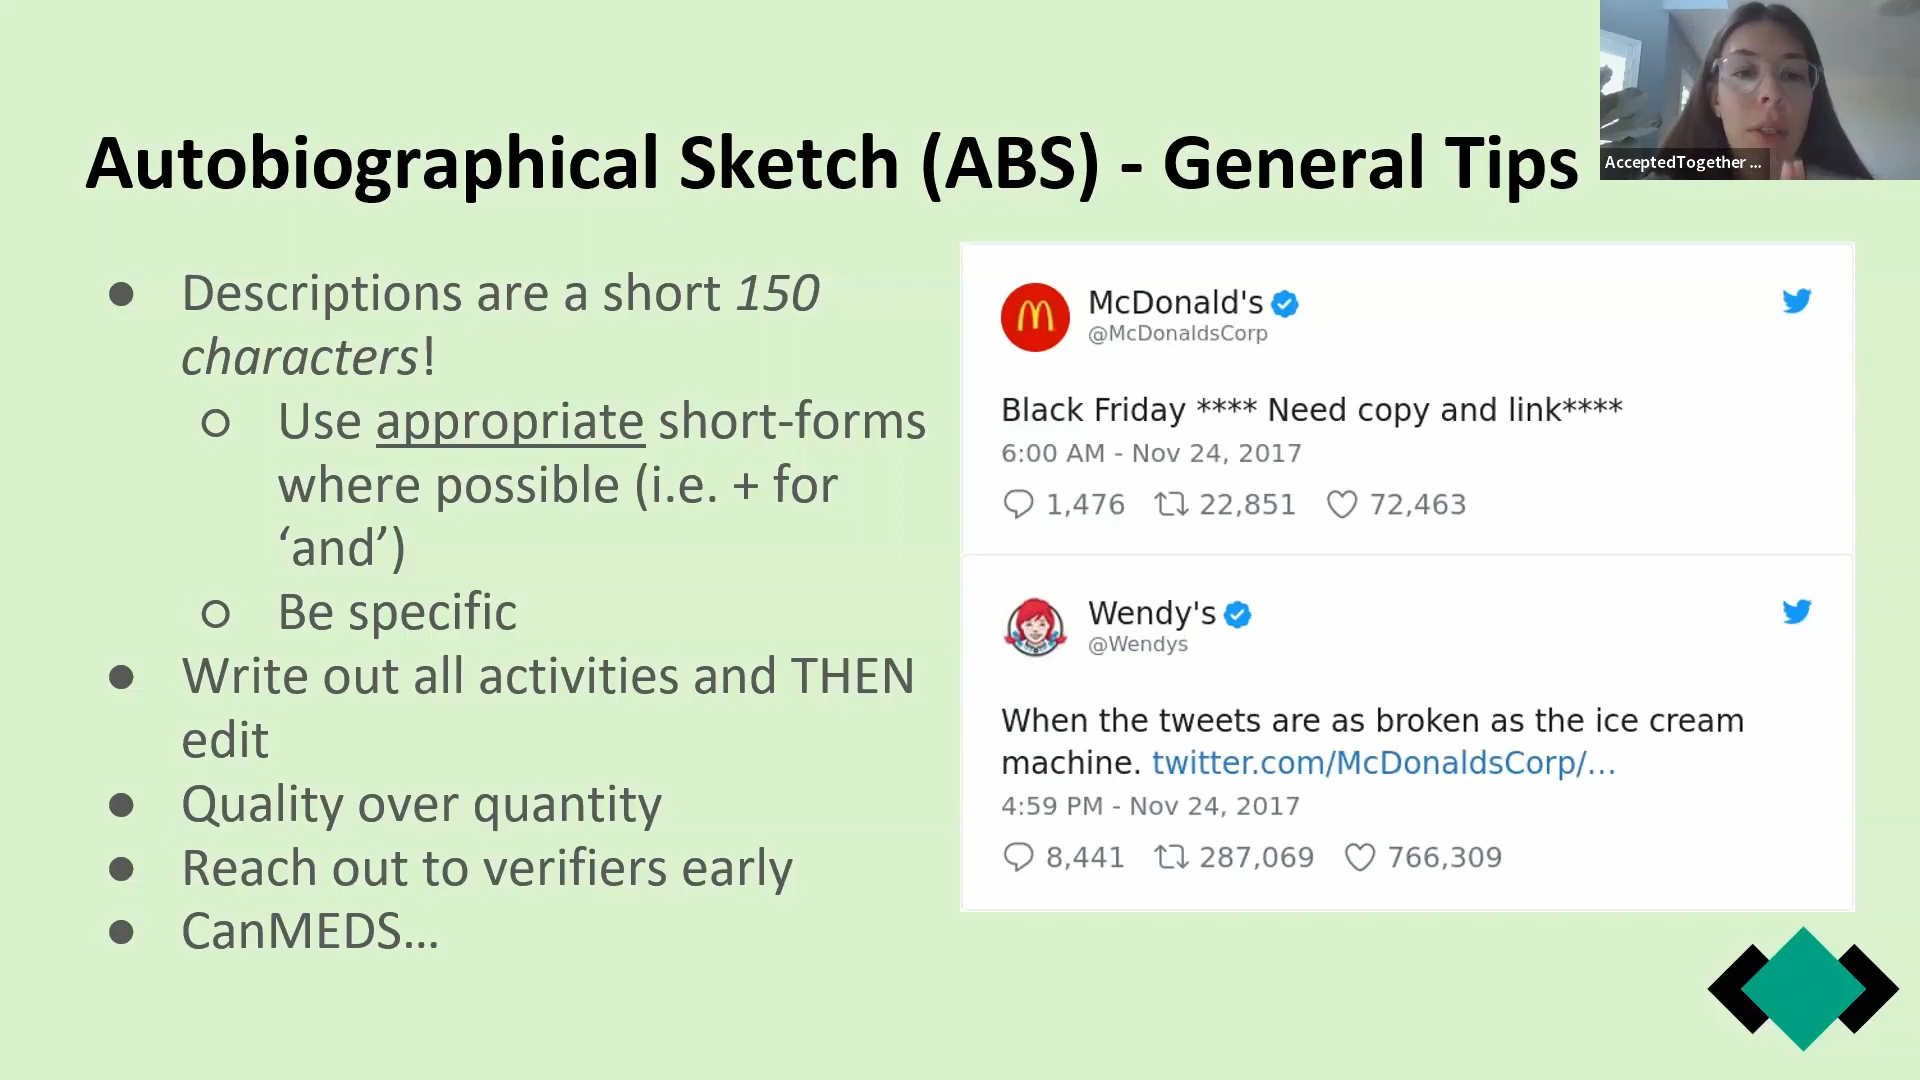 Autobiographical Sketch (ABS) - General Tips
AcceptedTogether ...
● Descriptions are a short 150
characters!
○ Use appropriate short-forms
where possible (i.e. + for
‘and’)
○ Be specific
● Write out all activities and THEN
edit
● Quality over quantity
● Reach out to verifiers early
● CanMEDS…
McDonald's
@McDonaldsCorp
Black Friday **** Need copy and link****
6:00 AM - Nov 24, 2017
1,476 22,851 72,463
Wendy's
@Wendys
When the tweets are as broken as the ice cream
machine. twitter.com/McDonaldsCorp/…
4:59 PM - Nov 24, 2017
8,441 287,069 766,309